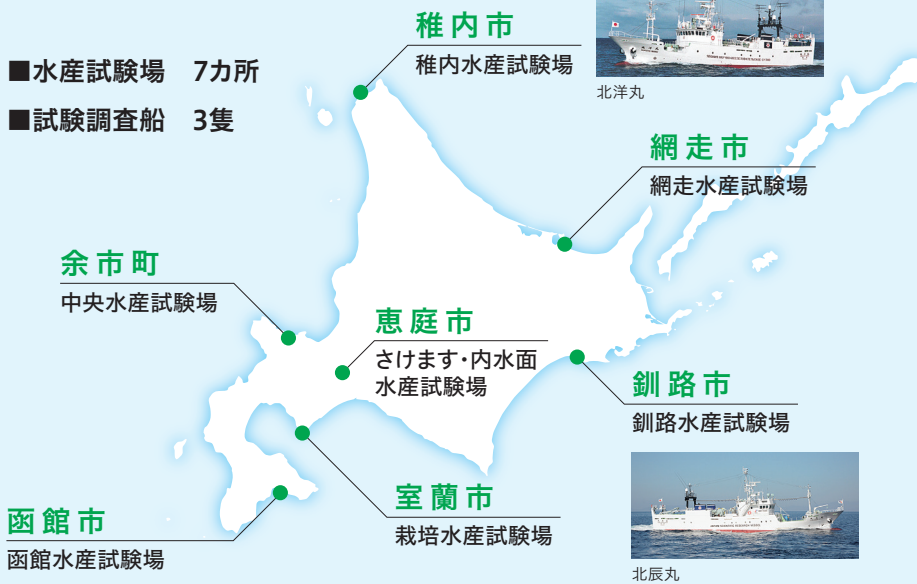 ■水産試験場 7カ所
■試験調査船 3隻
稚内市
稚内水産試験場
北洋丸
網走市
網走水産試験場
余市町
中央水産試験場
恵庭市
さけます・内水面
水産試験場
釧路市
釧路水産試験場
室蘭市
栽培水産試験場
函館市
函館水産試験場
北辰丸